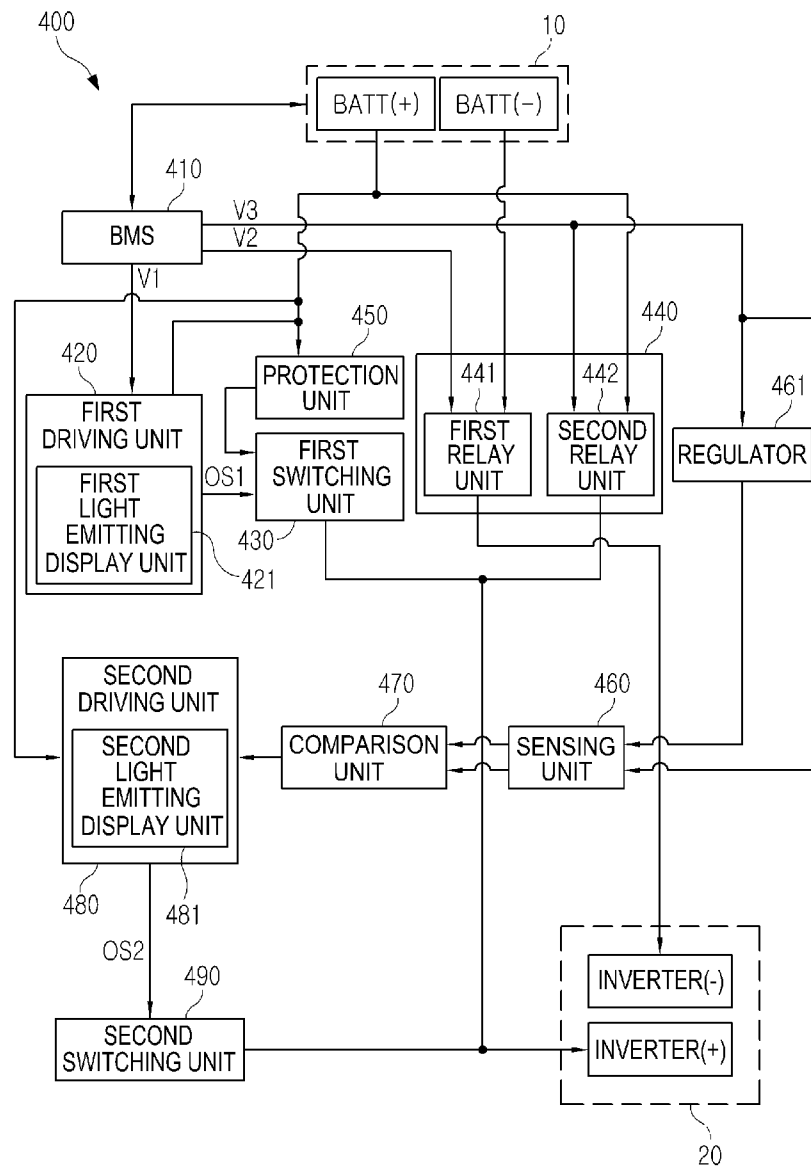 400
10
BATT(+)
BATT(-)
410
BMS
V3
V2
V1
420
450
440
FIRST
DRIVING UNIT
PROTECTION
UNIT
441
442
461
FIRST
LIGHT
EMITTING
DISPLAY UNIT
OS1
FIRST
SWITCHING
UNIT
FIRST
RELAY
UNIT
SECOND
RELAY
UNIT
REGULATOR
430
421
SECOND
DRIVING UNIT
470
460
SECOND
LIGHT
EMITTING
DISPLAY UNIT
COMPARISON
UNIT
SENSING
UNIT
480
481
OS2
490
INVERTER(-)
SECOND
SWITCHING UNIT
INVERTER(+)
20